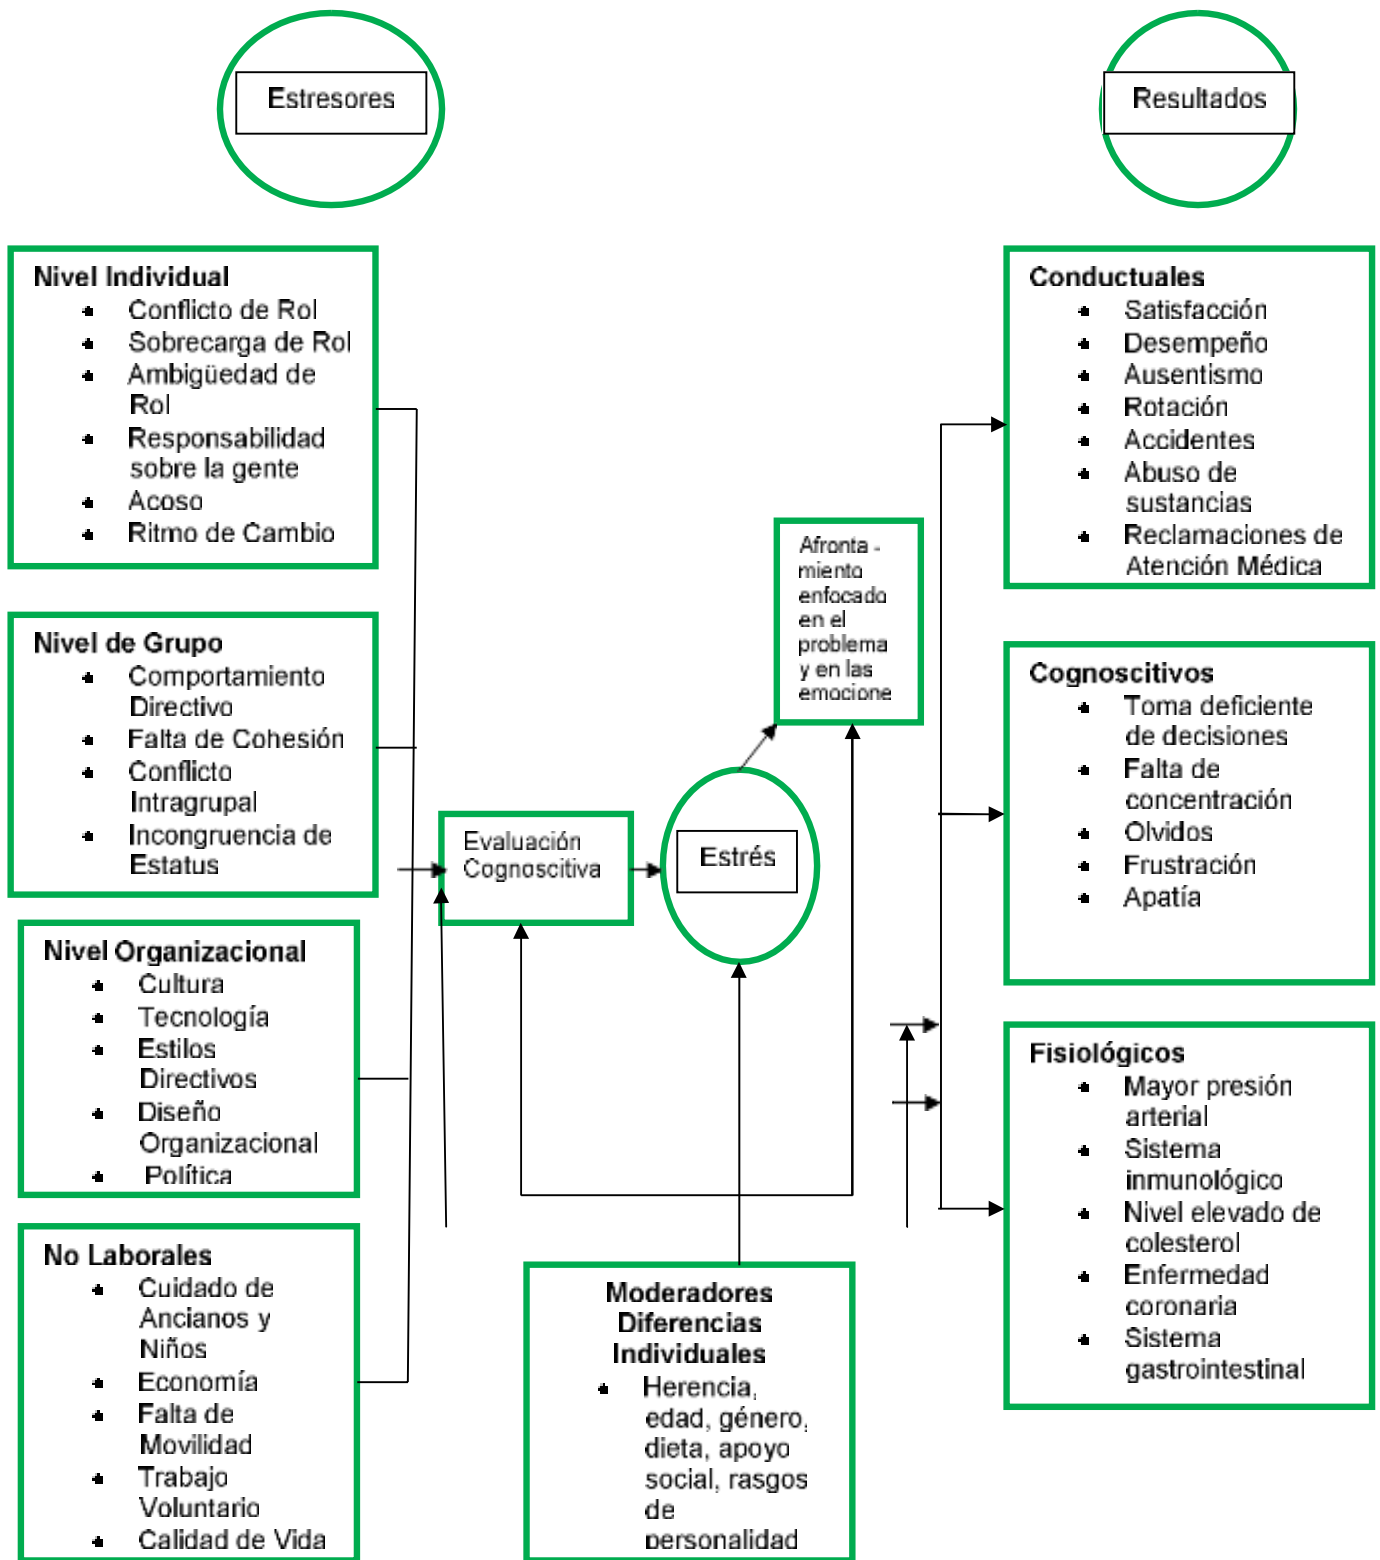 Estresores
Resultados
Nivel Individual
Conflicto de Rol
Sobrecarga de Rol
Ambigüedad de
Rol
Responsabilidad
sobre la gente
Acoso
Ritmo de Cambio
Nivel de Grupo
Comportamiento
Directivo
Falta de Cohesión
Conflicto
Intragrupal
Incongruencia de
Estatus
Nivel Organizacional
Cultura
Tecnología
Estilos
Directivos
Diseño
Organizacional
Política
No Laborales
Cuidado de
Ancianos y
Niños
Economía
Falta de
Movilidad
Trabajo
Voluntario
Calidad de Vida
Evaluación
Cognoscitiva
Estrés
Afronta -
miento
enfocado
en el
problema
y en las
emocione
Moderadores
Diferencias
Individuales
Herencia,
edad, género,
dieta, apoyo
social, rasgos
de
personalidad
Conductuales
Satisfacción
Desempeño
Ausentismo
Rotación
Accidentes
Abuso de
sustancias
Reclamaciones de
Atención Médica
Cognoscitivos
Toma deficiente
de decisiones
Falta de
concentración
Olvidos
Frustración
Apatía
Fisiológicos
Mayor presión
arterial
Sistema
inmunológico
Nivel elevado de
colesterol
Enfermedad
coronaria
Sistema
gastrointestinal